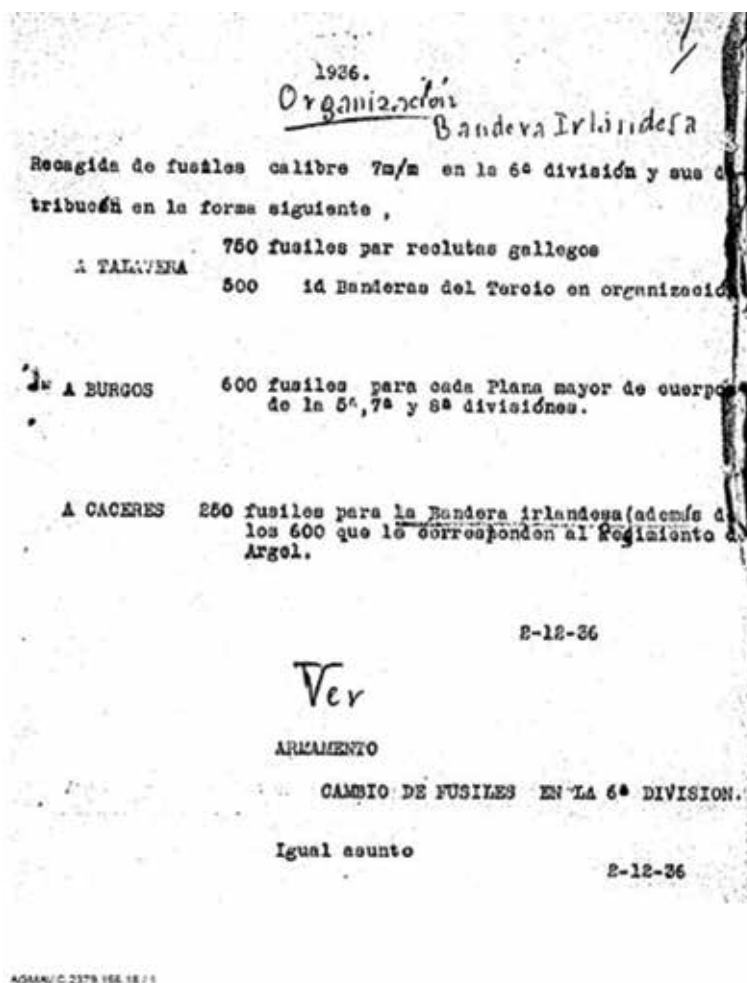 1936.
Organización
Bandera Irlandesa
Recogida de fusiles calibre 7m/m en la 6ª división y sus d
tribución en la forma siguiente ,
A TALAVERA
750 fusiles par reclutas gallegos
500 id Banderas del Tercio en organizació
A BURGOS
600 fusiles para cada Plana mayor de cuerpos
de la 5ª,7ª y 8ª divisiónes.
A CACERES
250 fusiles para la Bandera irlandesa(además d
los 600 que le corresponden al Regimiento d
Argel.
2-12-36
Ver
ARMAMENTO
CAMBIO DE FUSILES EN LA 6ª DIVISION.
Igual asunto
2-12-36